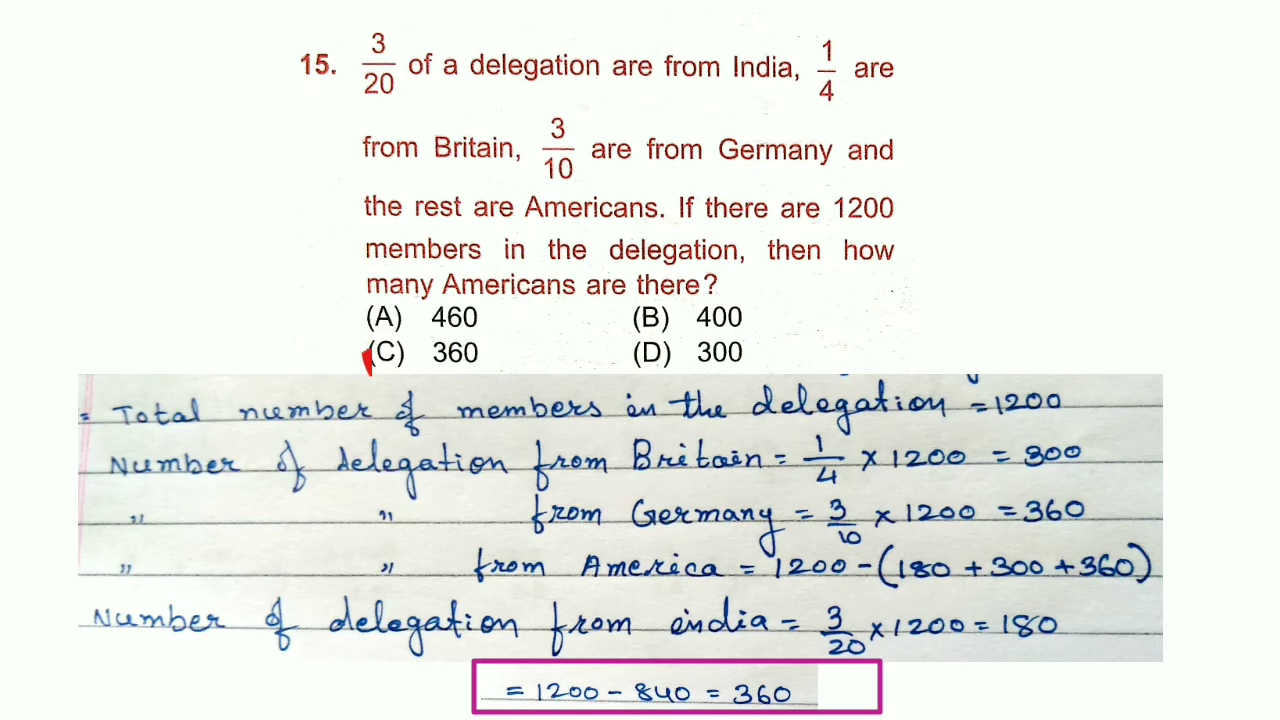 15. 3/20 of a delegation are from India, 1/4 are
from Britain, 3/10 are from Germany and
the rest are Americans. If there are 1200
members in the delegation, then how
many Americans are there?
(A) 460 (B) 400
(C) 360 (D) 300
= Total number of members in the delegation = 1200
Number of delegation from Britain = 1/4 × 1200 = 300
" " from Germany = 3/10 × 1200 = 360
" " from America = 1200 - (180 + 300 + 360)
Number of delegation from india = 3/20 × 1200 = 180
= 1200 - 840 = 360